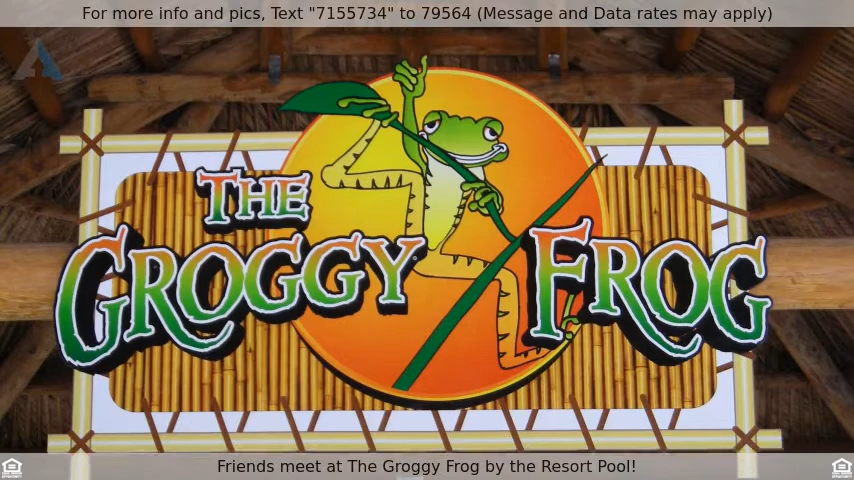 For more info and pics, Text "7155734" to 79564 (Message and Data rates may apply)
THE
GROGGY FROG
Friends meet at The Groggy Frog by the Resort Pool!